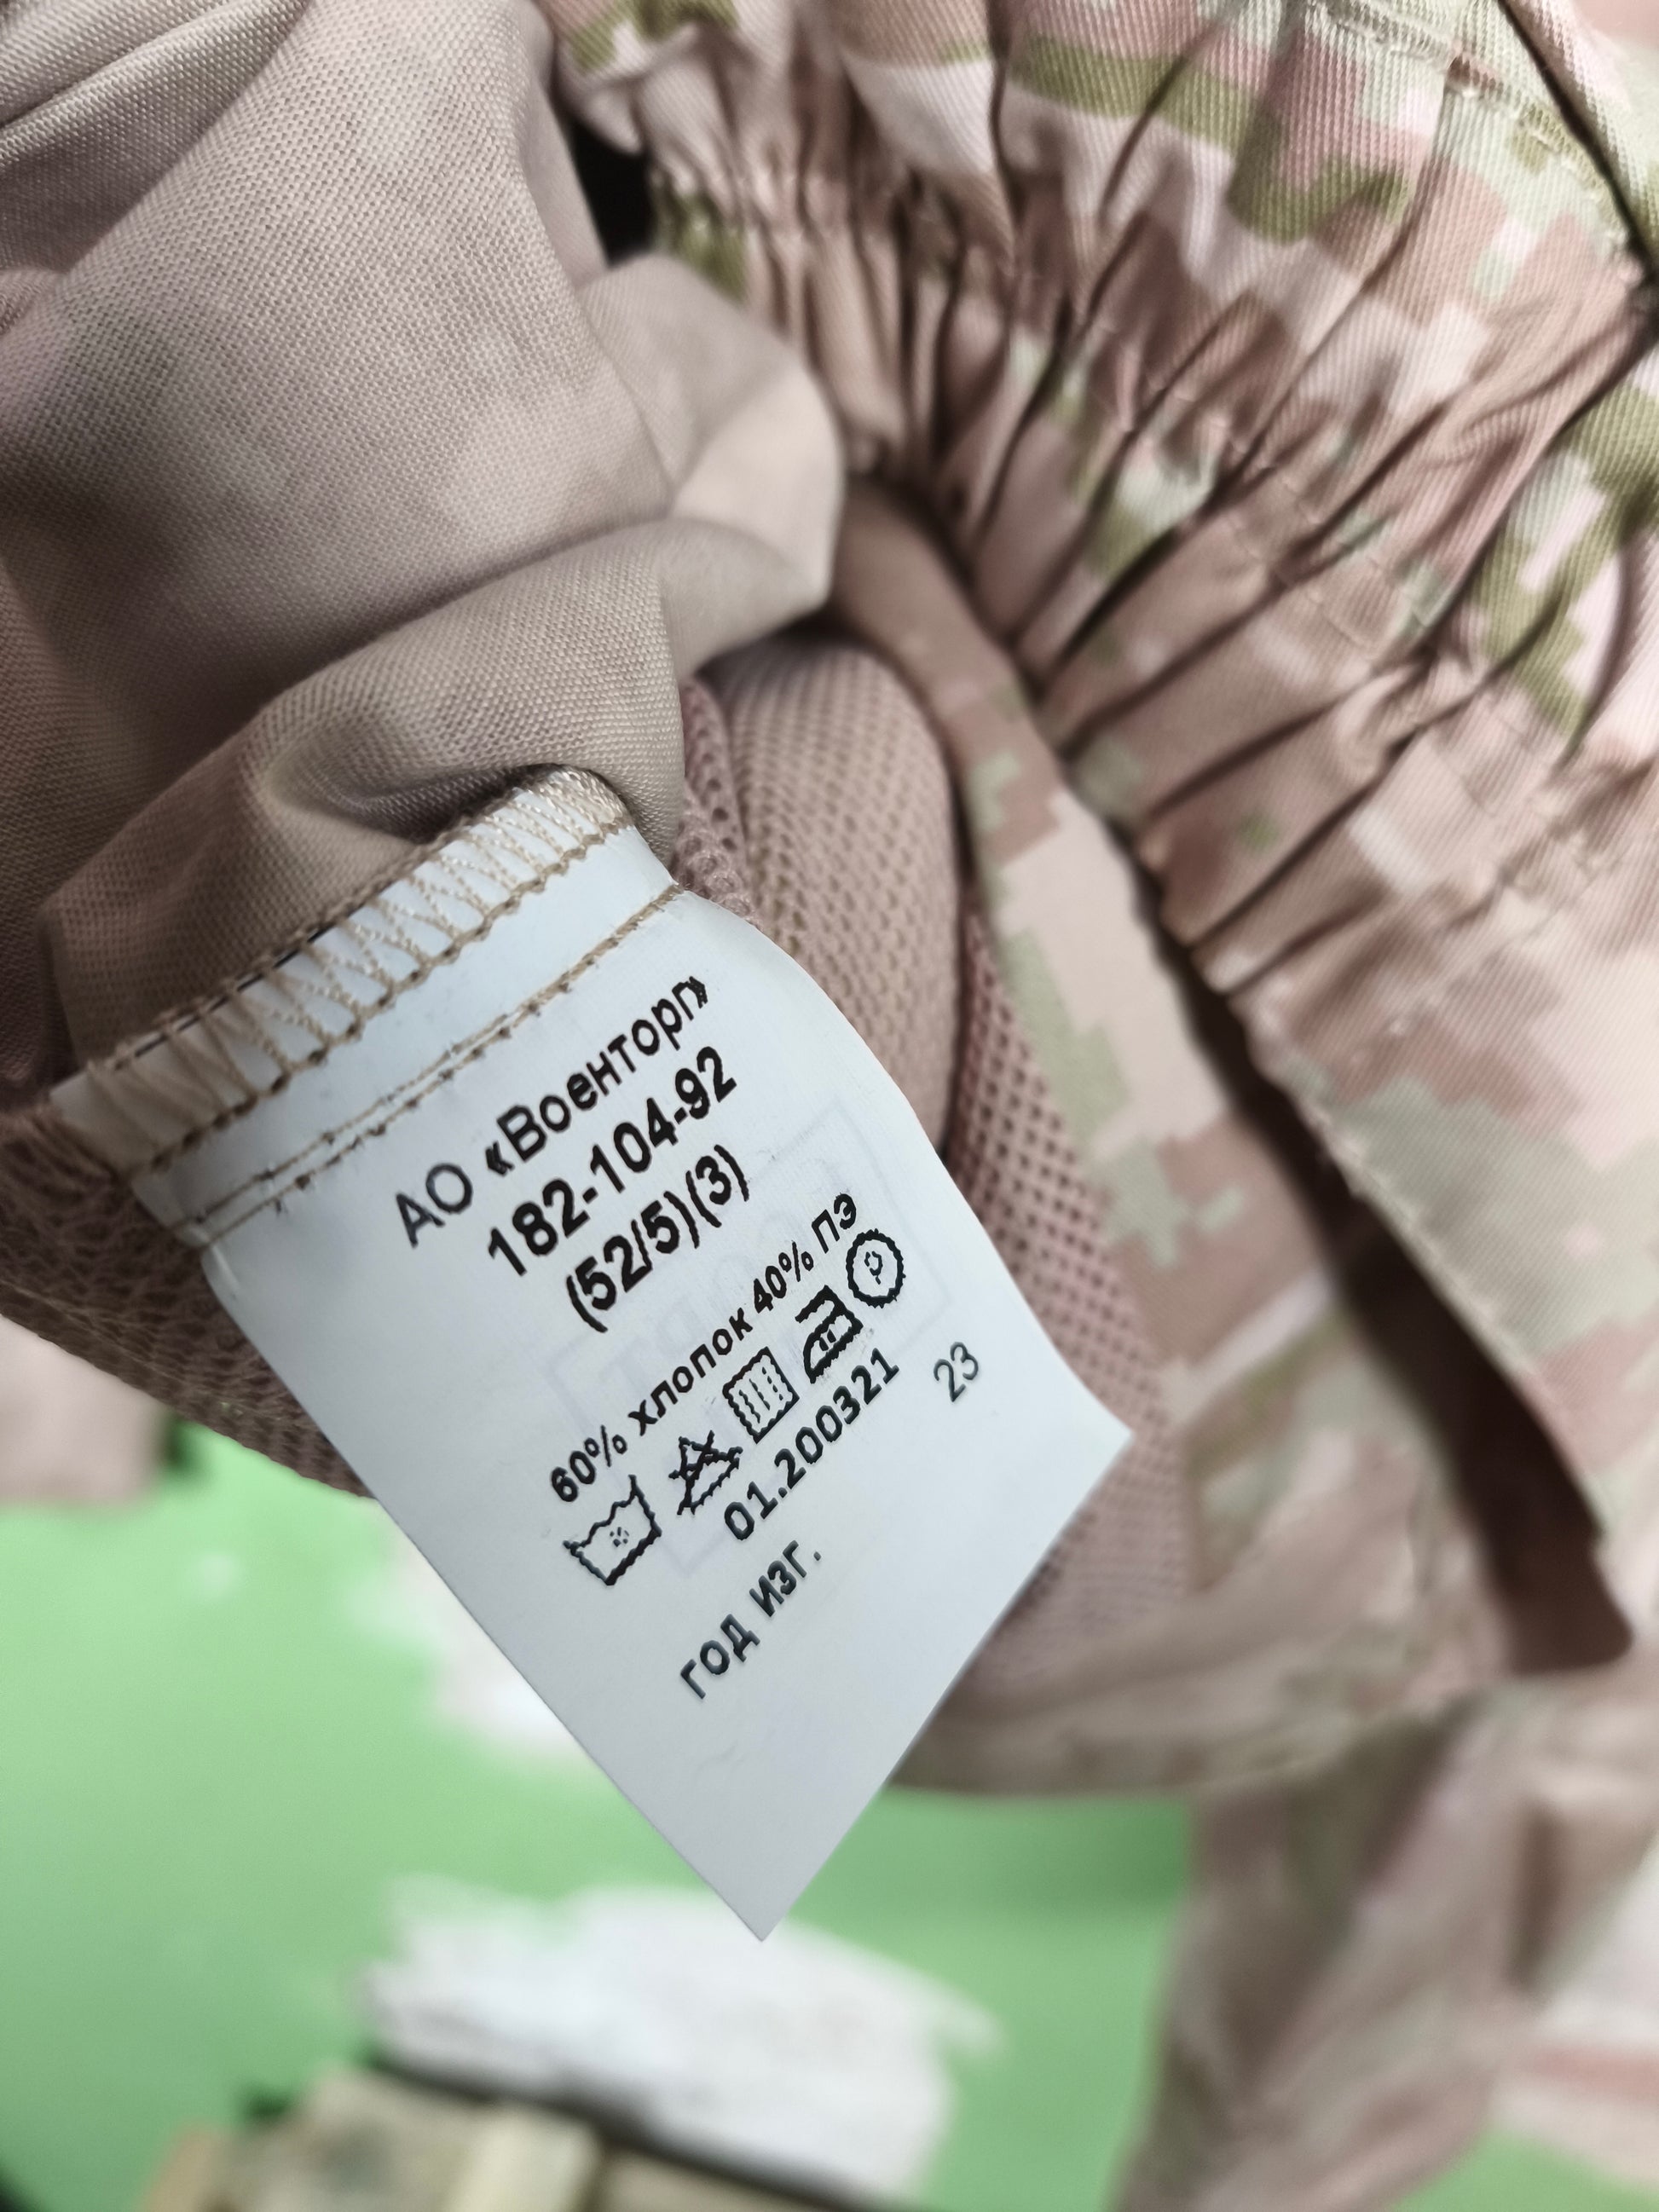 АО «Военторг»
182-104-92
(52/5)(3)
60% хлопок 40% ПЭ
P
01.200321
год изг. 23